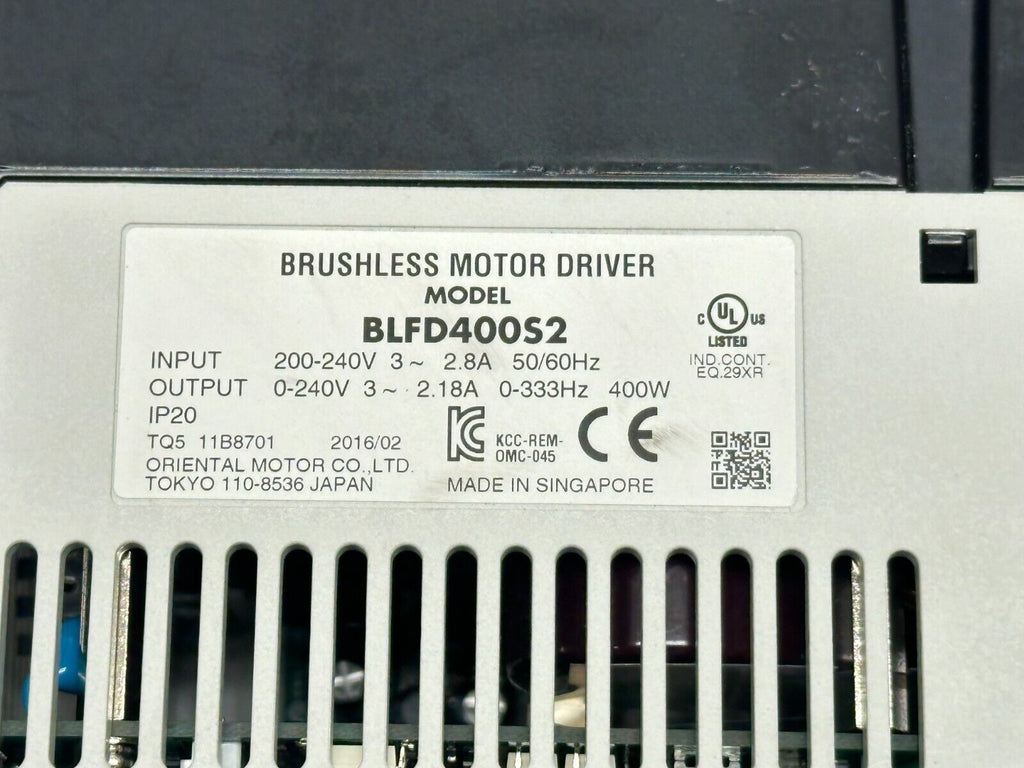 BRUSHLESS MOTOR DRIVER
MODEL
BLFD400S2
INPUT 200-240V 3~ 2.8A 50/60Hz
OUTPUT 0-240V 3~ 2.18A 0-333Hz 400W
IP20
TQ5 11B8701 2016/02
ORIENTAL MOTOR CO.,LTD.
TOKYO 110-8536 JAPAN
KCC-REM-
OMC-045
CE
MADE IN SINGAPORE
C UL US
LISTED
IND.CONT.
EQ.29XR